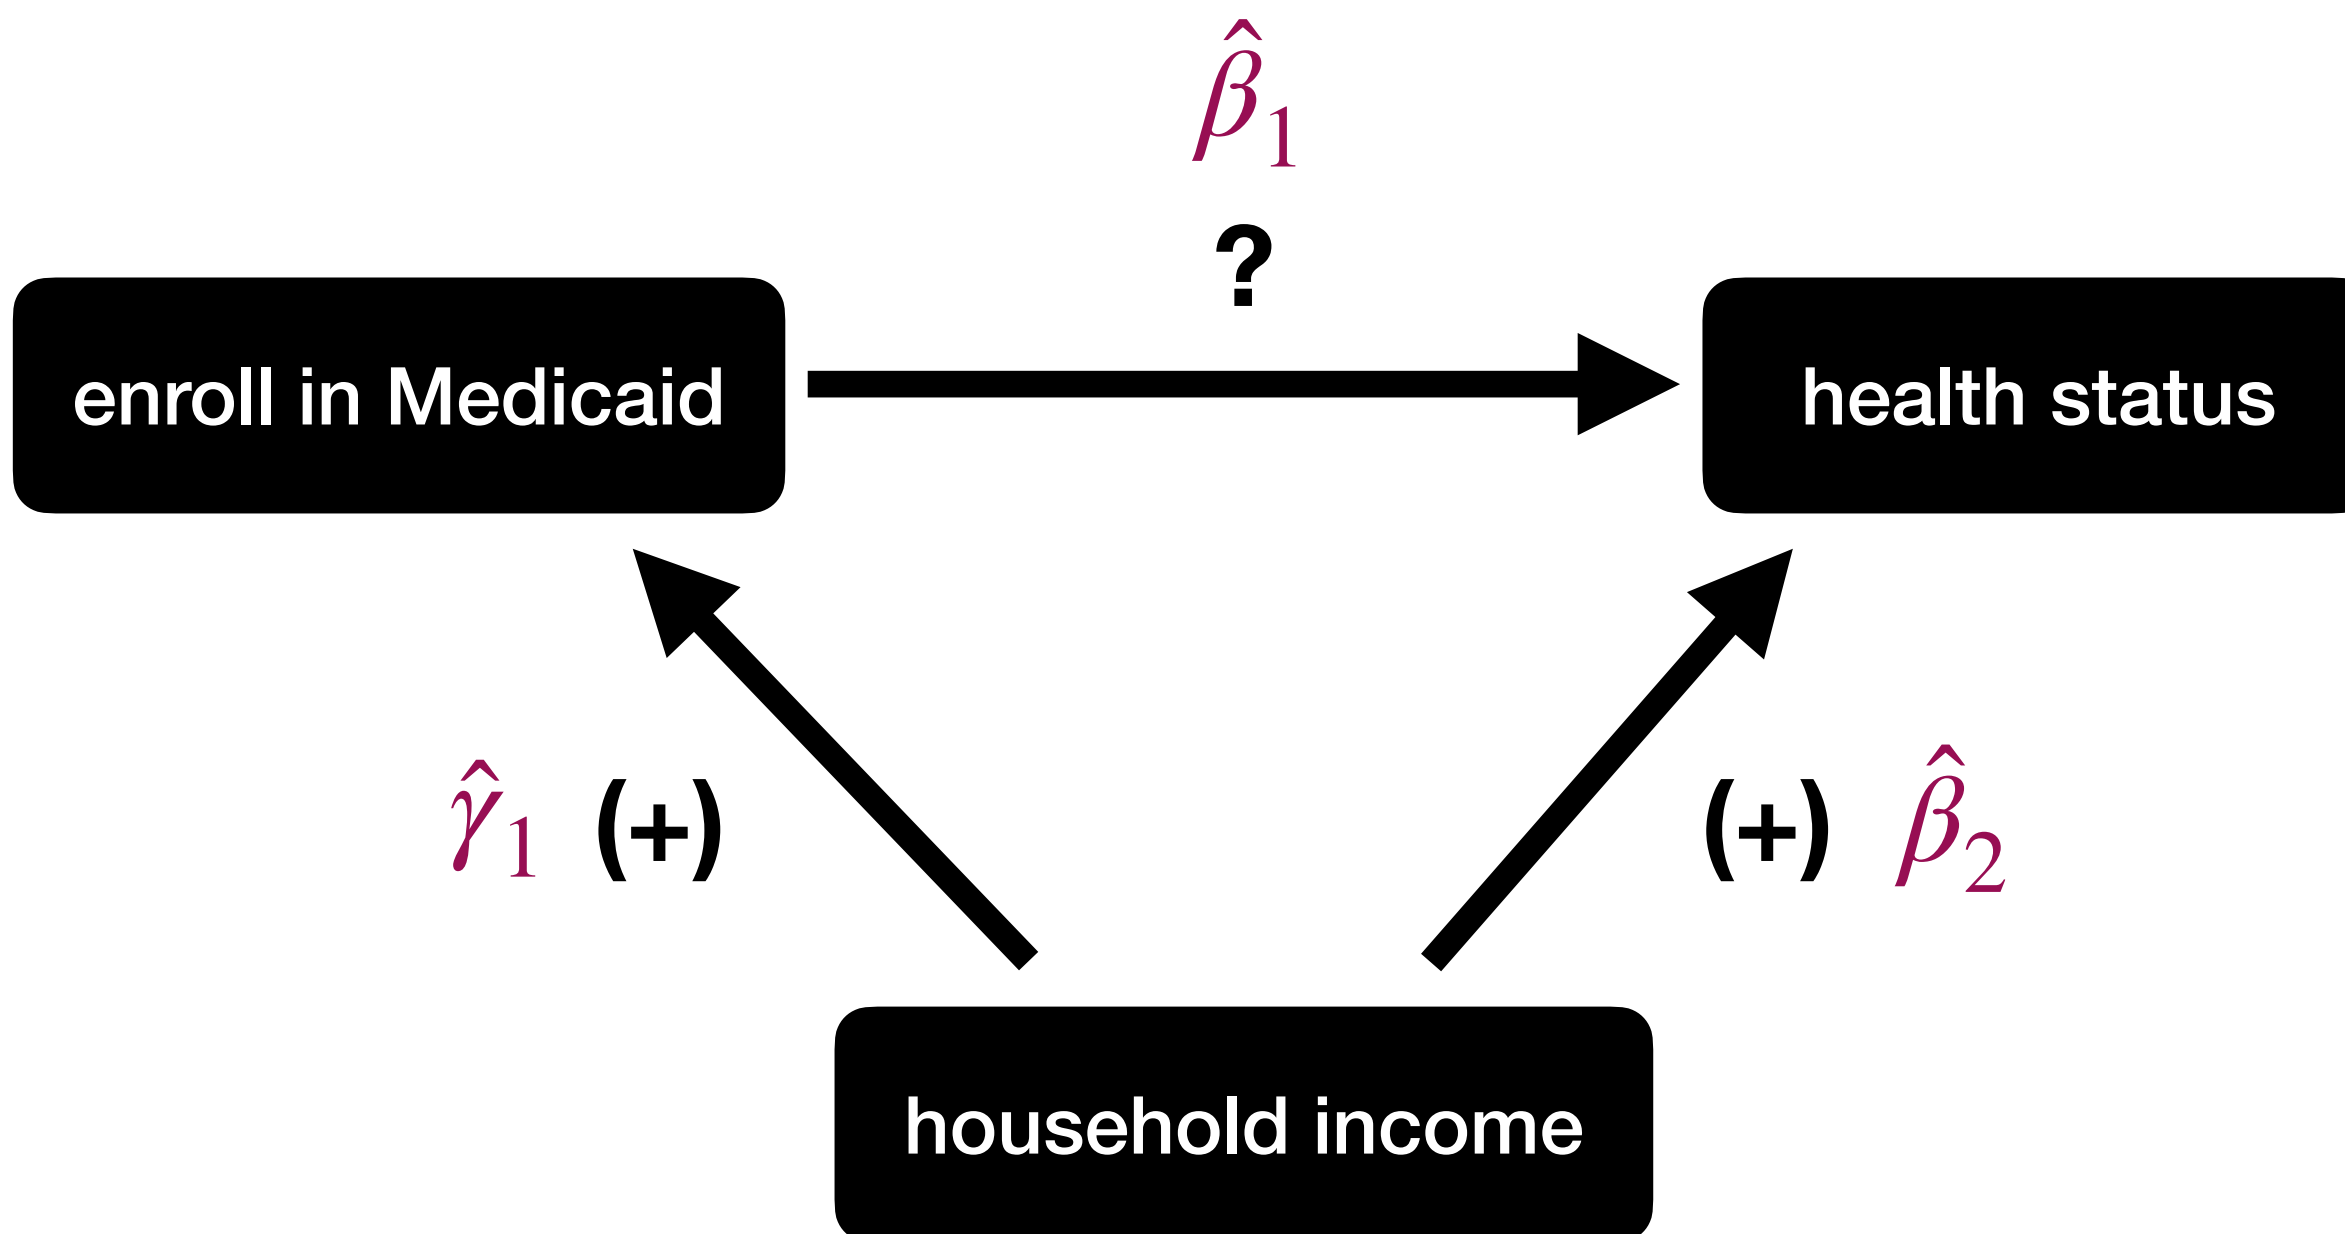 β̂₁
?
enroll in Medicaid
health status
γ̂₁ (+)
(+) β̂₂
household income